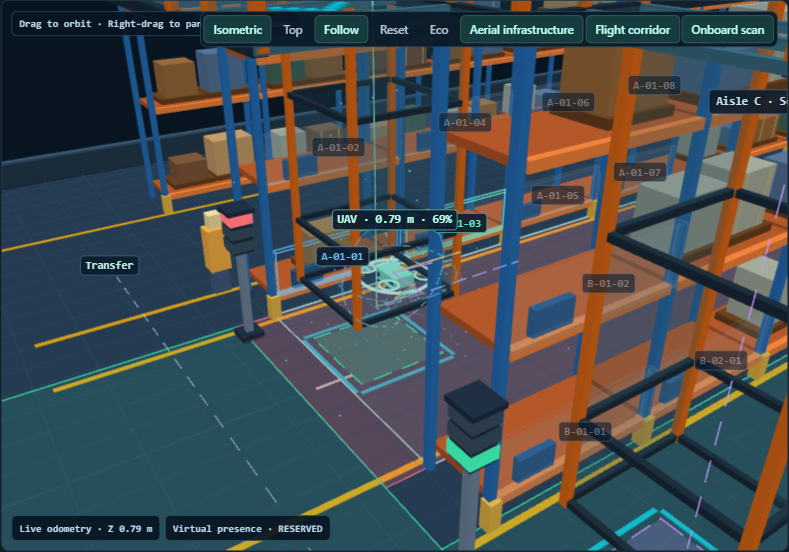 Drag to orbit · Right-drag to pan
Isometric
Top
Follow
Reset
Eco
Aerial infrastructure
Flight corridor
Onboard scan
A-01-08
A-01-06
Aisle C ·
A-01-04
A-01-02
A-01-07
A-01-05
UAV · 0.79 m · 69%
1-03
A-01-01
Transfer
B-01-02
B-02-01
B-01-01
Live odometry · Z 0.79 m
Virtual presence · RESERVED